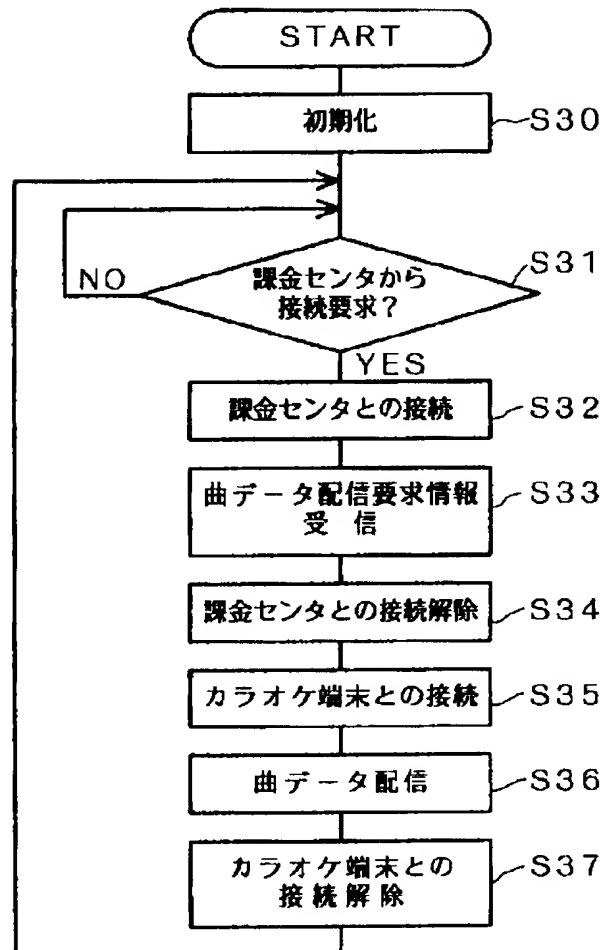 START
初期化
S30
課金センタから
接続要求？
S31
NO
YES
課金センタとの接続
S32
曲データ配信要求情報
受　信
S33
課金センタとの接続解除
S34
カラオケ端末との接続
S35
曲データ配信
S36
カラオケ端末との
接続解除
S37